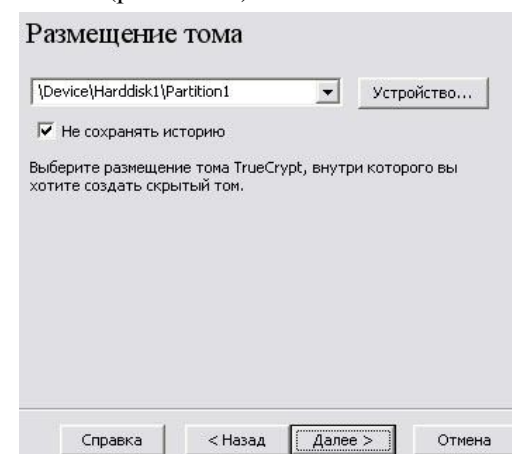 Размещение тома
\Device\Harddisk1\Partition1
Устройство...
Не сохранять историю
Выберите размещение тома TrueCrypt, внутри которого вы
хотите создать скрытый том.
Справка
< Назад
Далее >
Отмена